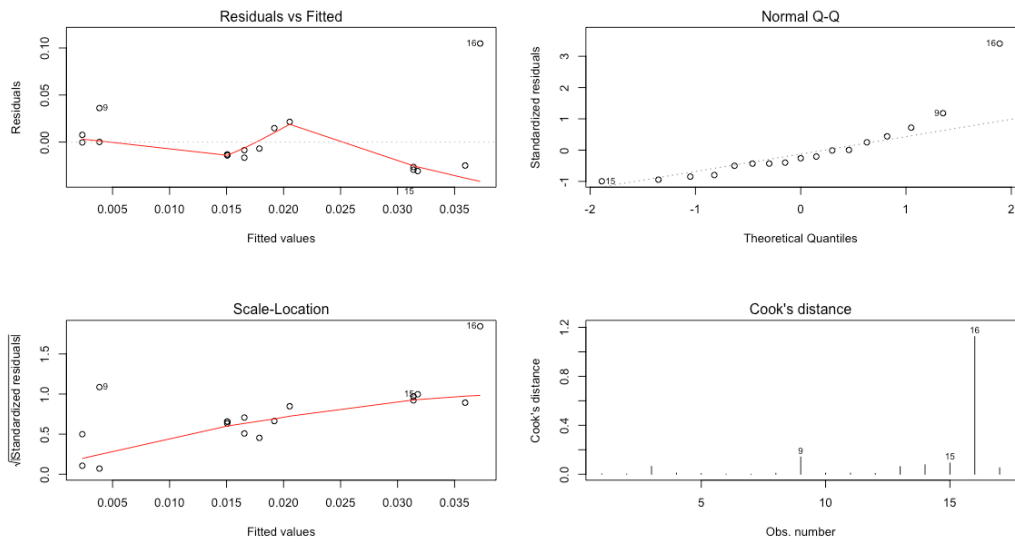 Residuals vs Fitted
Residuals
0.00 0.05 0.10
16
9
15
0.005 0.010 0.015 0.020 0.025 0.030 0.035
Fitted values
Normal Q-Q
Standardized residuals
-1 0 1 2 3
16
9
15
-2 -1 0 1 2
Theoretical Quantiles
Scale-Location
√|Standardized residuals|
0.0 0.5 1.0 1.5
16
9
15
0.005 0.010 0.015 0.020 0.025 0.030 0.035
Fitted values
Cook's distance
Cook's distance
0.0 0.4 0.8 1.2
16
9
15
5 10 15
Obs. number